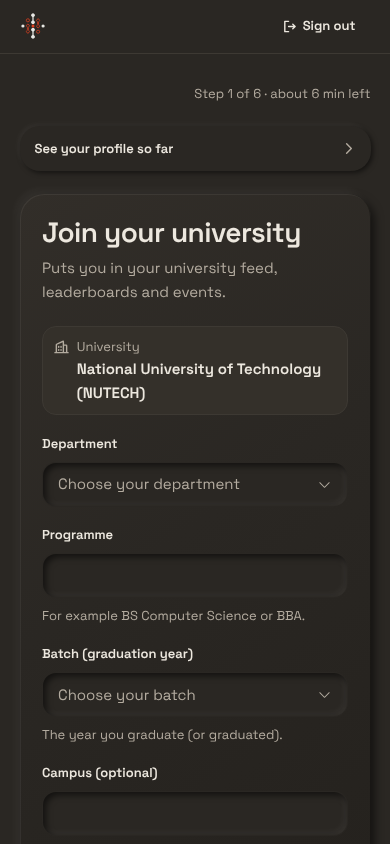 Sign out
Step 1 of 6 · about 6 min left
See your profile so far
Join your university
Puts you in your university feed,
leaderboards and events.
University
National University of Technology
(NUTECH)
Department
Choose your department
Programme
For example BS Computer Science or BBA.
Batch (graduation year)
Choose your batch
The year you graduate (or graduated).
Campus (optional)